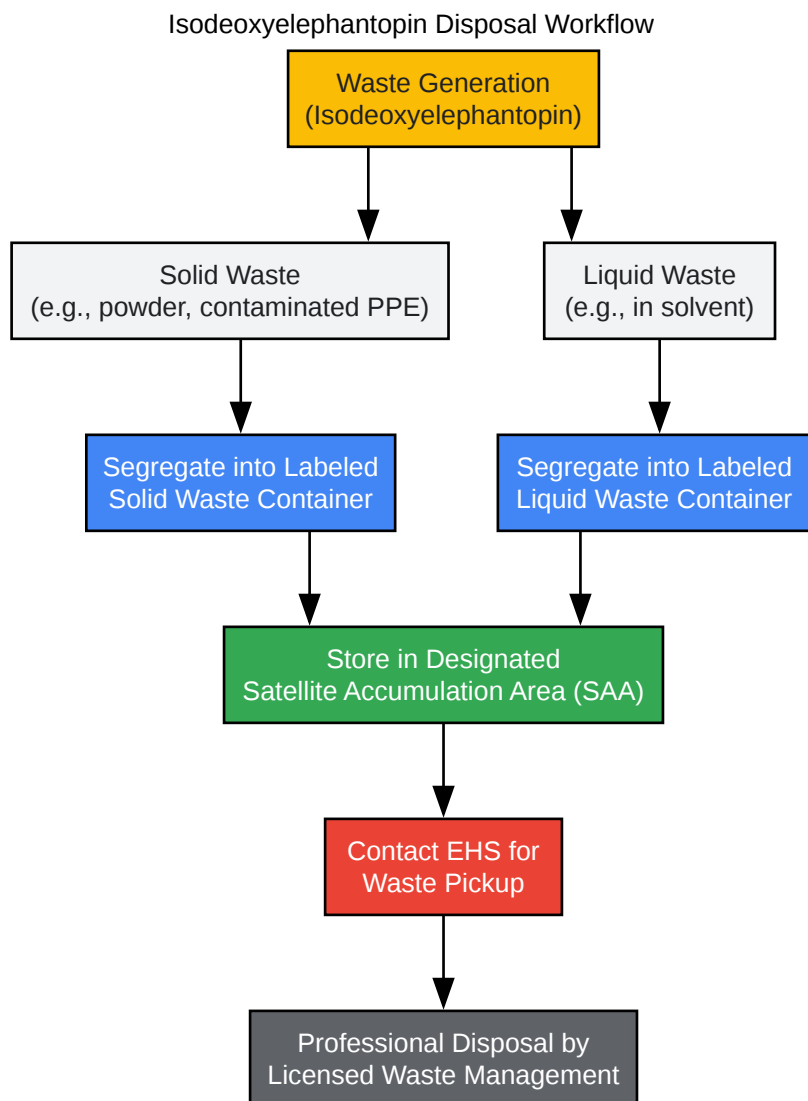 Isodeoxyelephantopin Disposal Workflow
Waste Generation
(Isodeoxyelephantopin)
Solid Waste
(e.g., powder, contaminated PPE)
Liquid Waste
(e.g., in solvent)
Segregate into Labeled
Solid Waste Container
Segregate into Labeled
Liquid Waste Container
Store in Designated
Satellite Accumulation Area (SAA)
Contact EHS for
Waste Pickup
Professional Disposal by
Licensed Waste Management